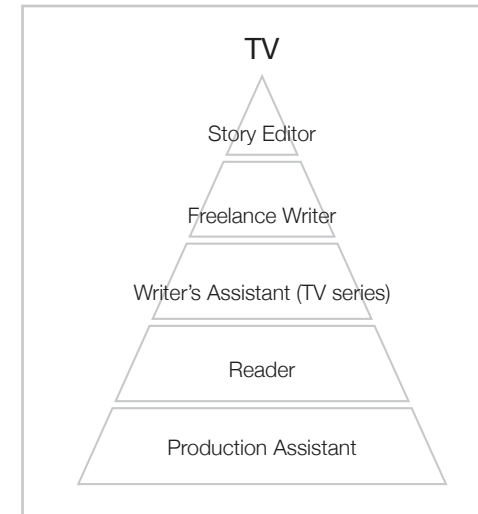 TV
Story Editor
Freelance Writer
Writer’s Assistant (TV series)
Reader
Production Assistant